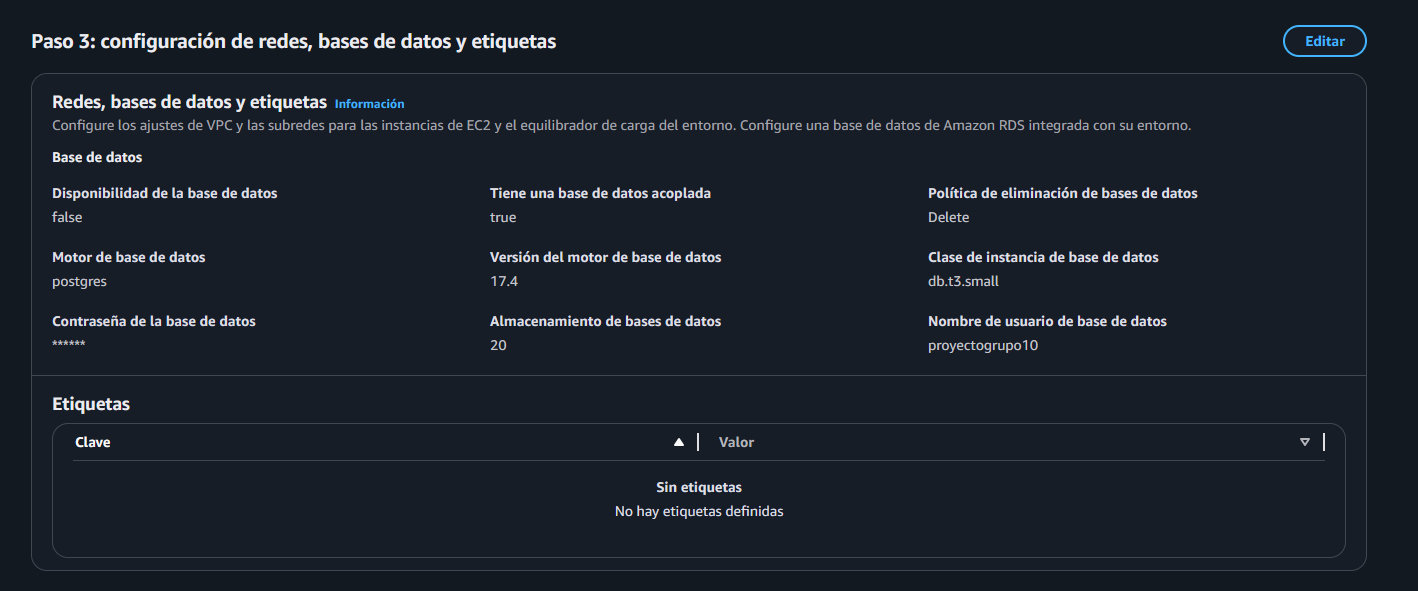 Paso 3: configuración de redes, bases de datos y etiquetas
Editar
Redes, bases de datos y etiquetas Información
Configure los ajustes de VPC y las subredes para las instancias de EC2 y el equilibrador de carga del entorno. Configure una base de datos de Amazon RDS integrada con su entorno.
Base de datos
Disponibilidad de la base de datos
false
Tiene una base de datos acoplada
true
Política de eliminación de bases de datos
Delete
Motor de base de datos
postgres
Versión del motor de base de datos
17.4
Clase de instancia de base de datos
db.t3.small
Contraseña de la base de datos
******
Almacenamiento de bases de datos
20
Nombre de usuario de base de datos
proyectogrupo10
Etiquetas
Clave
Valor
Sin etiquetas
No hay etiquetas definidas